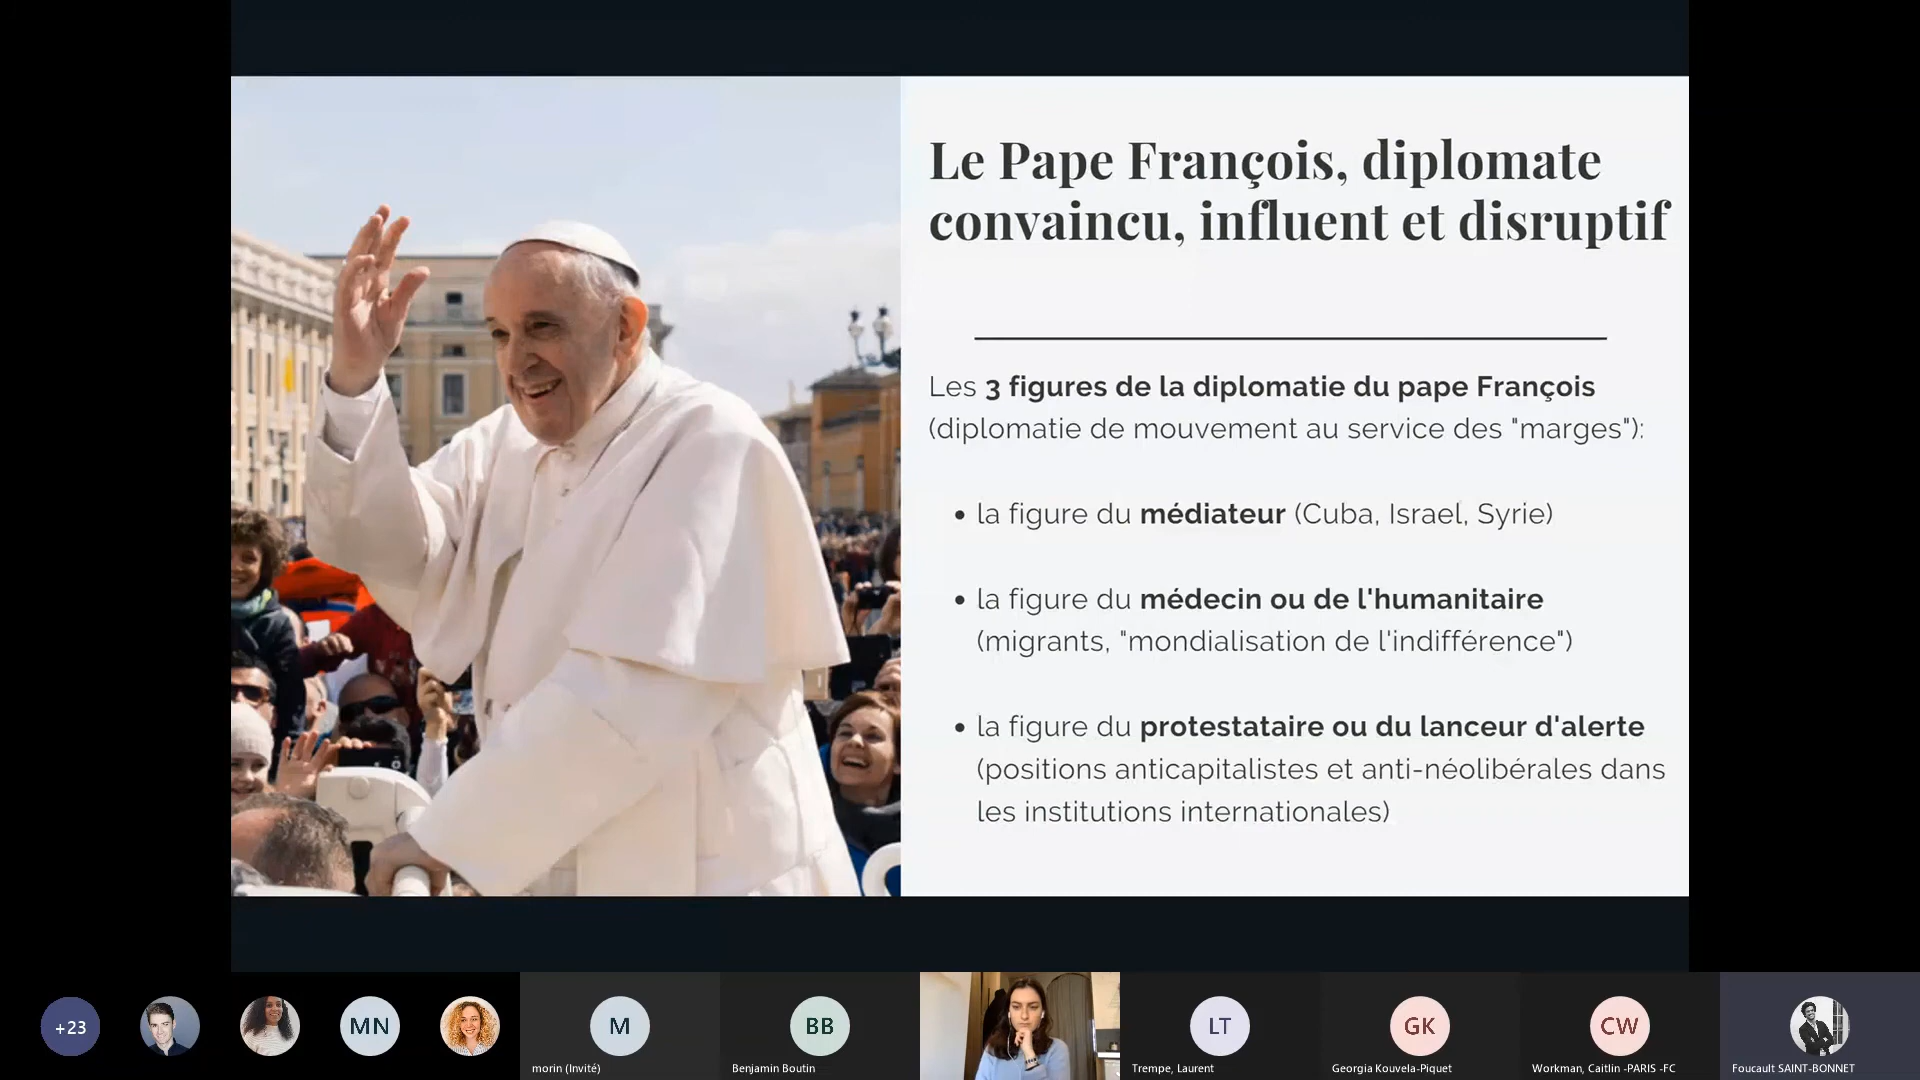 Le Pape François, diplomate
convaincu, influent et disruptif
Les 3 figures de la diplomatie du pape François
(diplomatie de mouvement au service des "marges"):
• la figure du médiateur (Cuba, Israel, Syrie)
• la figure du médecin ou de l'humanitaire
(migrants, "mondialisation de l'indifférence")
• la figure du protestataire ou du lanceur d'alerte
(positions anticapitalistes et anti-néolibérales dans
les institutions internationales)
+23
MN
M
BB
LT
GK
CW
morin (Invité)
Benjamin Boutin
Trempe, Laurent
Georgia Kouvela-Piquet
Workman, Caitlin -PARIS -FC
Foucault SAINT-BONNET